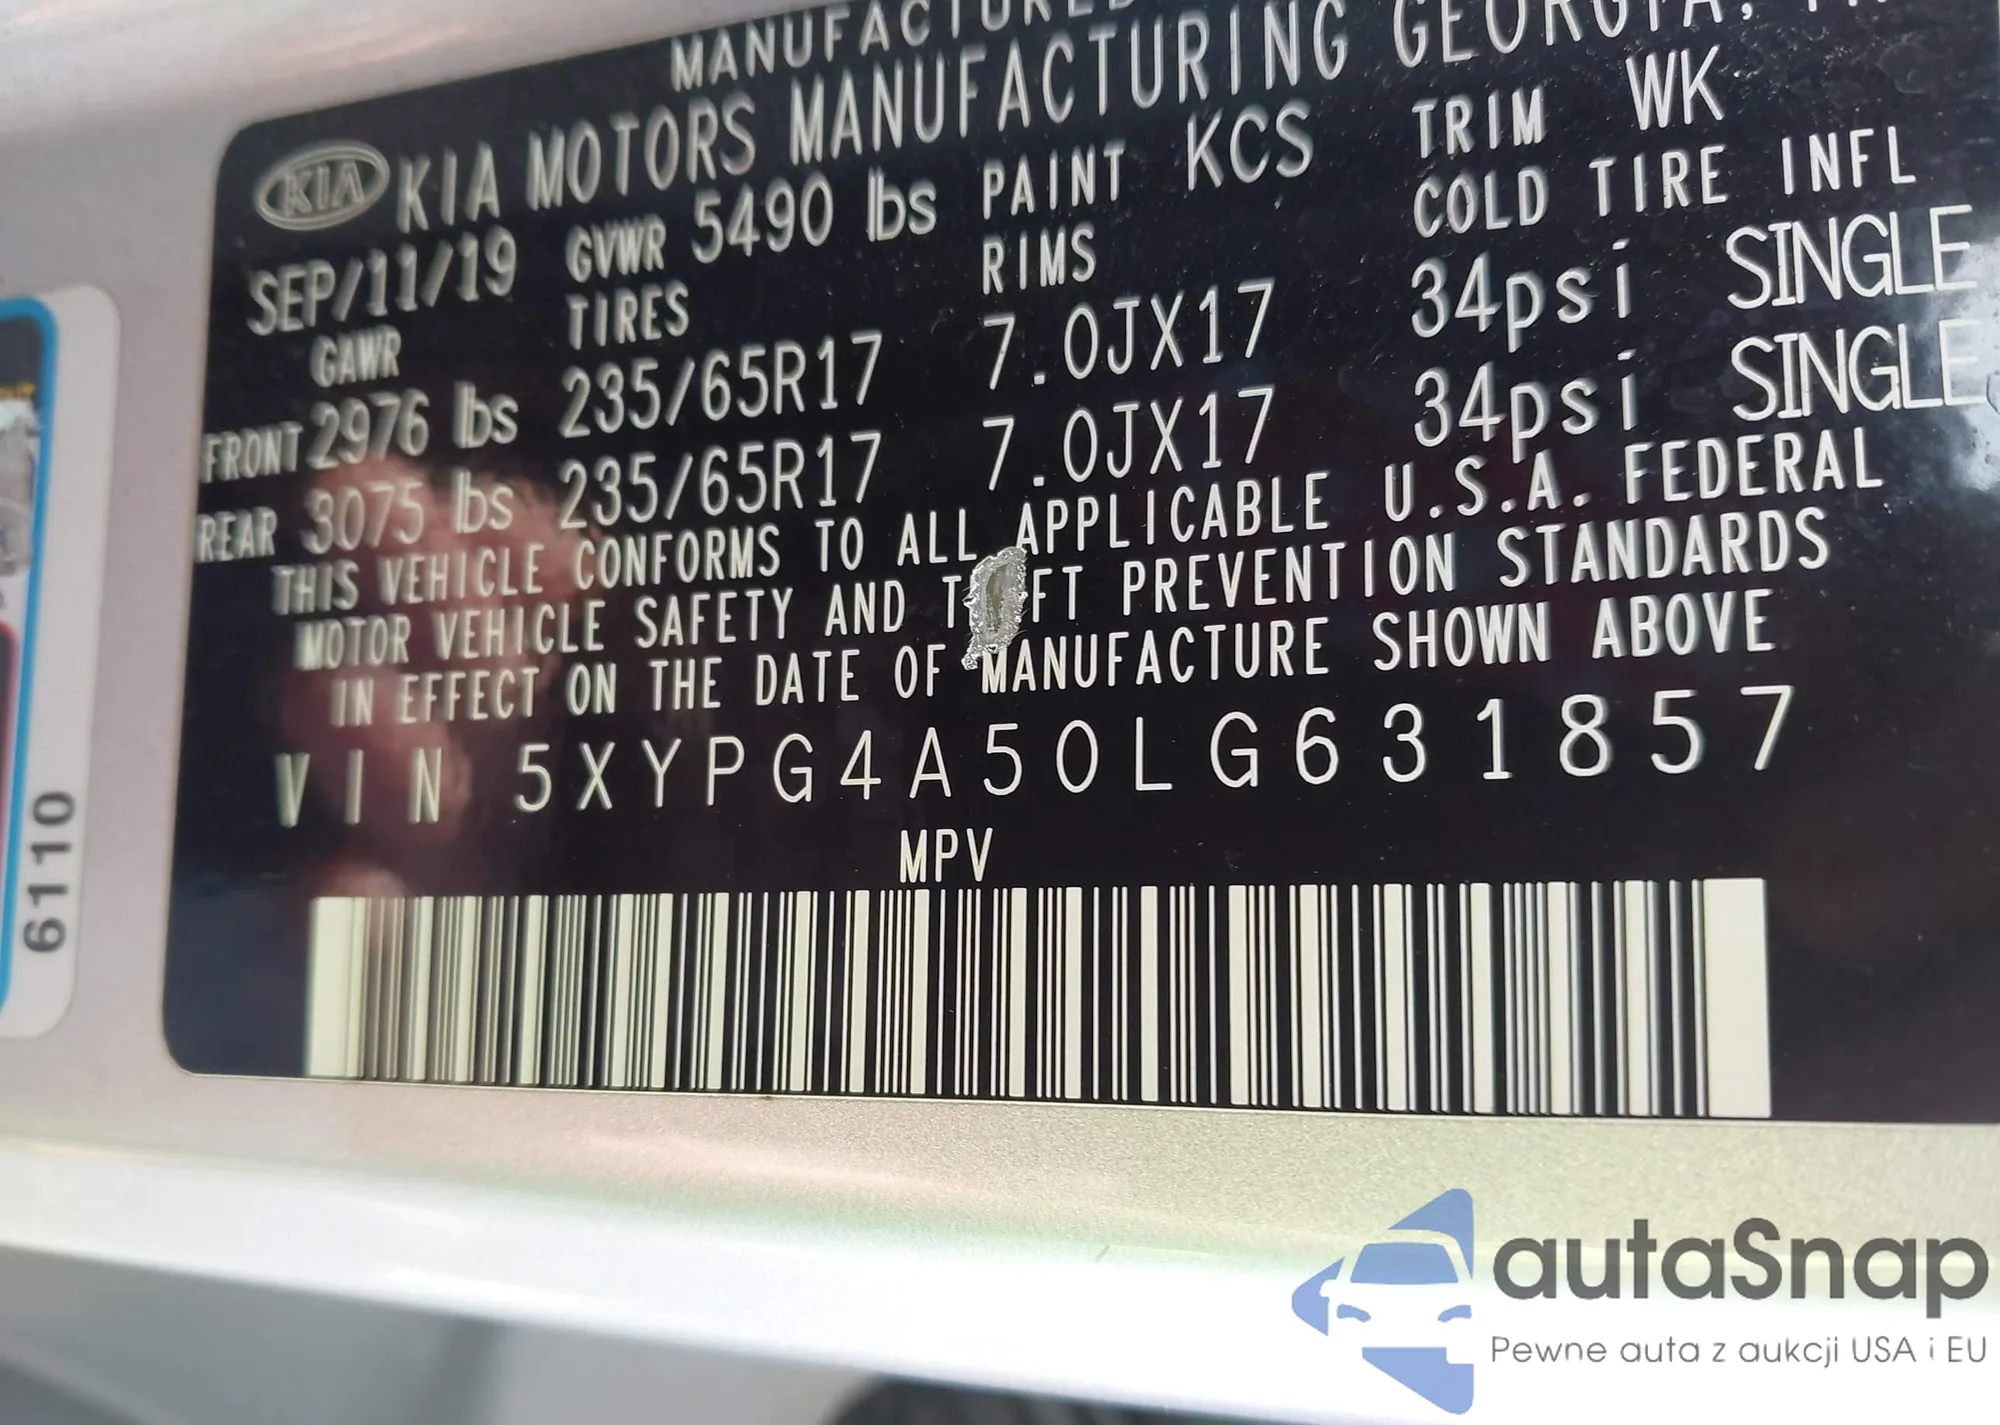 MANUFACTURED
KIA KIA MOTORS MANUFACTURING GEORGIA,
SEP/11/19 GVWR 5490 lbs PAINT KCS TRIM WK
GAWR TIRES RIMS COLD TIRE INFL
FRONT 2976 lbs 235/65R17 7.0JX17 34psi SINGLE
REAR 3075 lbs 235/65R17 7.0JX17 34psi SINGLE
THIS VEHICLE CONFORMS TO ALL APPLICABLE U.S.A. FEDERAL
MOTOR VEHICLE SAFETY AND T FT PREVENTION STANDARDS
IN EFFECT ON THE DATE OF MANUFACTURE SHOWN ABOVE
VIN 5XYPG4A50LG631857
MPV
6110
autaSnap
Pewne auta z aukcji USA i EU